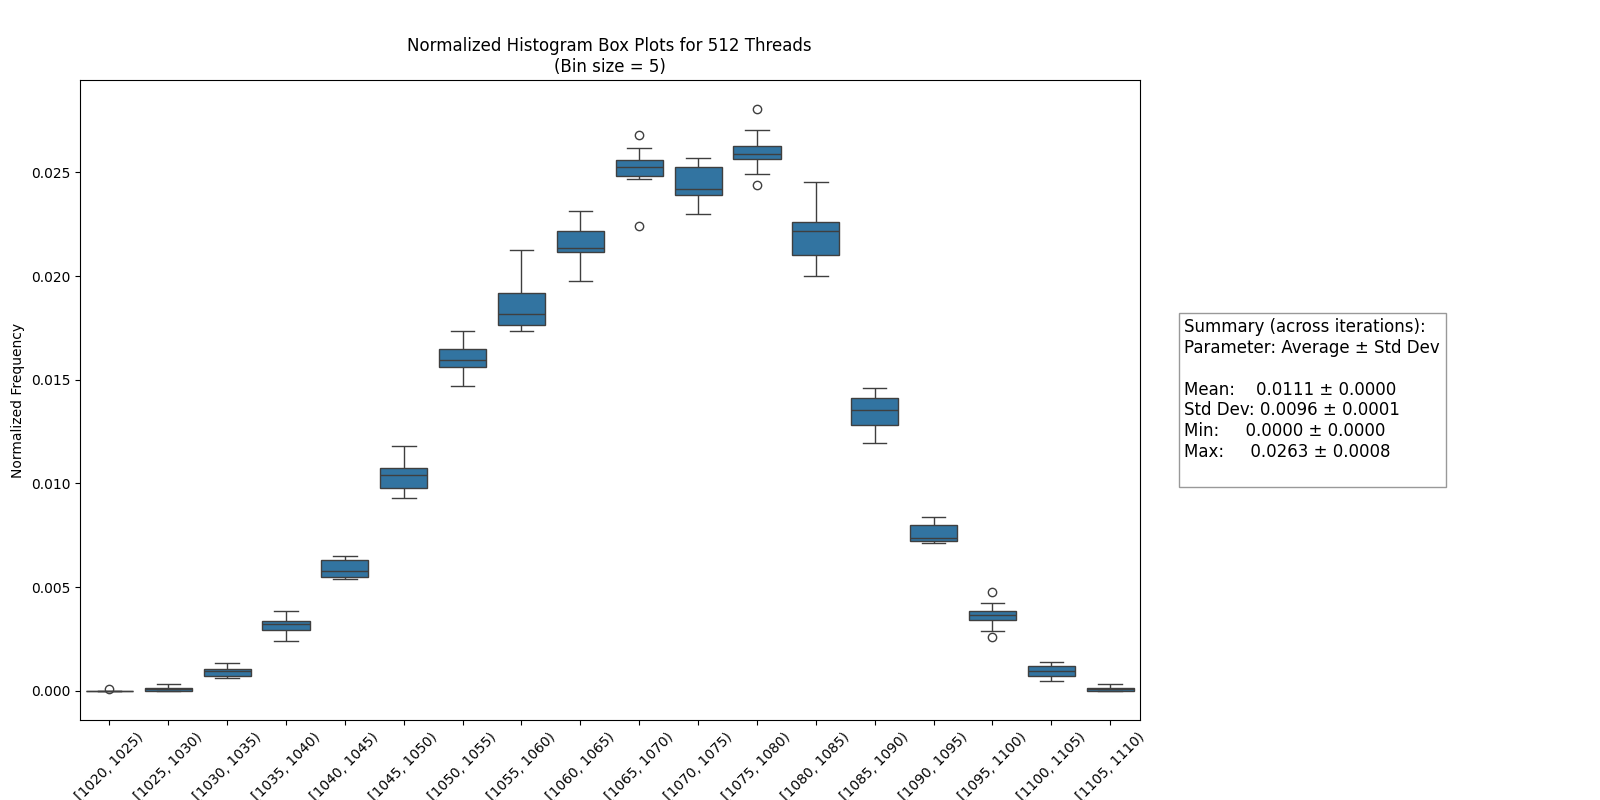 Normalized Histogram Box Plots for 512 Threads
(Bin size = 5)
Normalized Frequency
0.025
0.020
0.015
0.010
0.005
0.000
[1020, 1025)
[1025, 1030)
[1030, 1035)
[1035, 1040)
[1040, 1045)
[1045, 1050)
[1050, 1055)
[1055, 1060)
[1060, 1065)
[1065, 1070)
[1070, 1075)
[1075, 1080)
[1080, 1085)
[1085, 1090)
[1090, 1095)
[1095, 1100)
[1100, 1105)
[1105, 1110)
Summary (across iterations):
Parameter: Average ± Std Dev
Mean: 0.0111 ± 0.0000
Std Dev: 0.0096 ± 0.0001
Min: 0.0000 ± 0.0000
Max: 0.0263 ± 0.0008